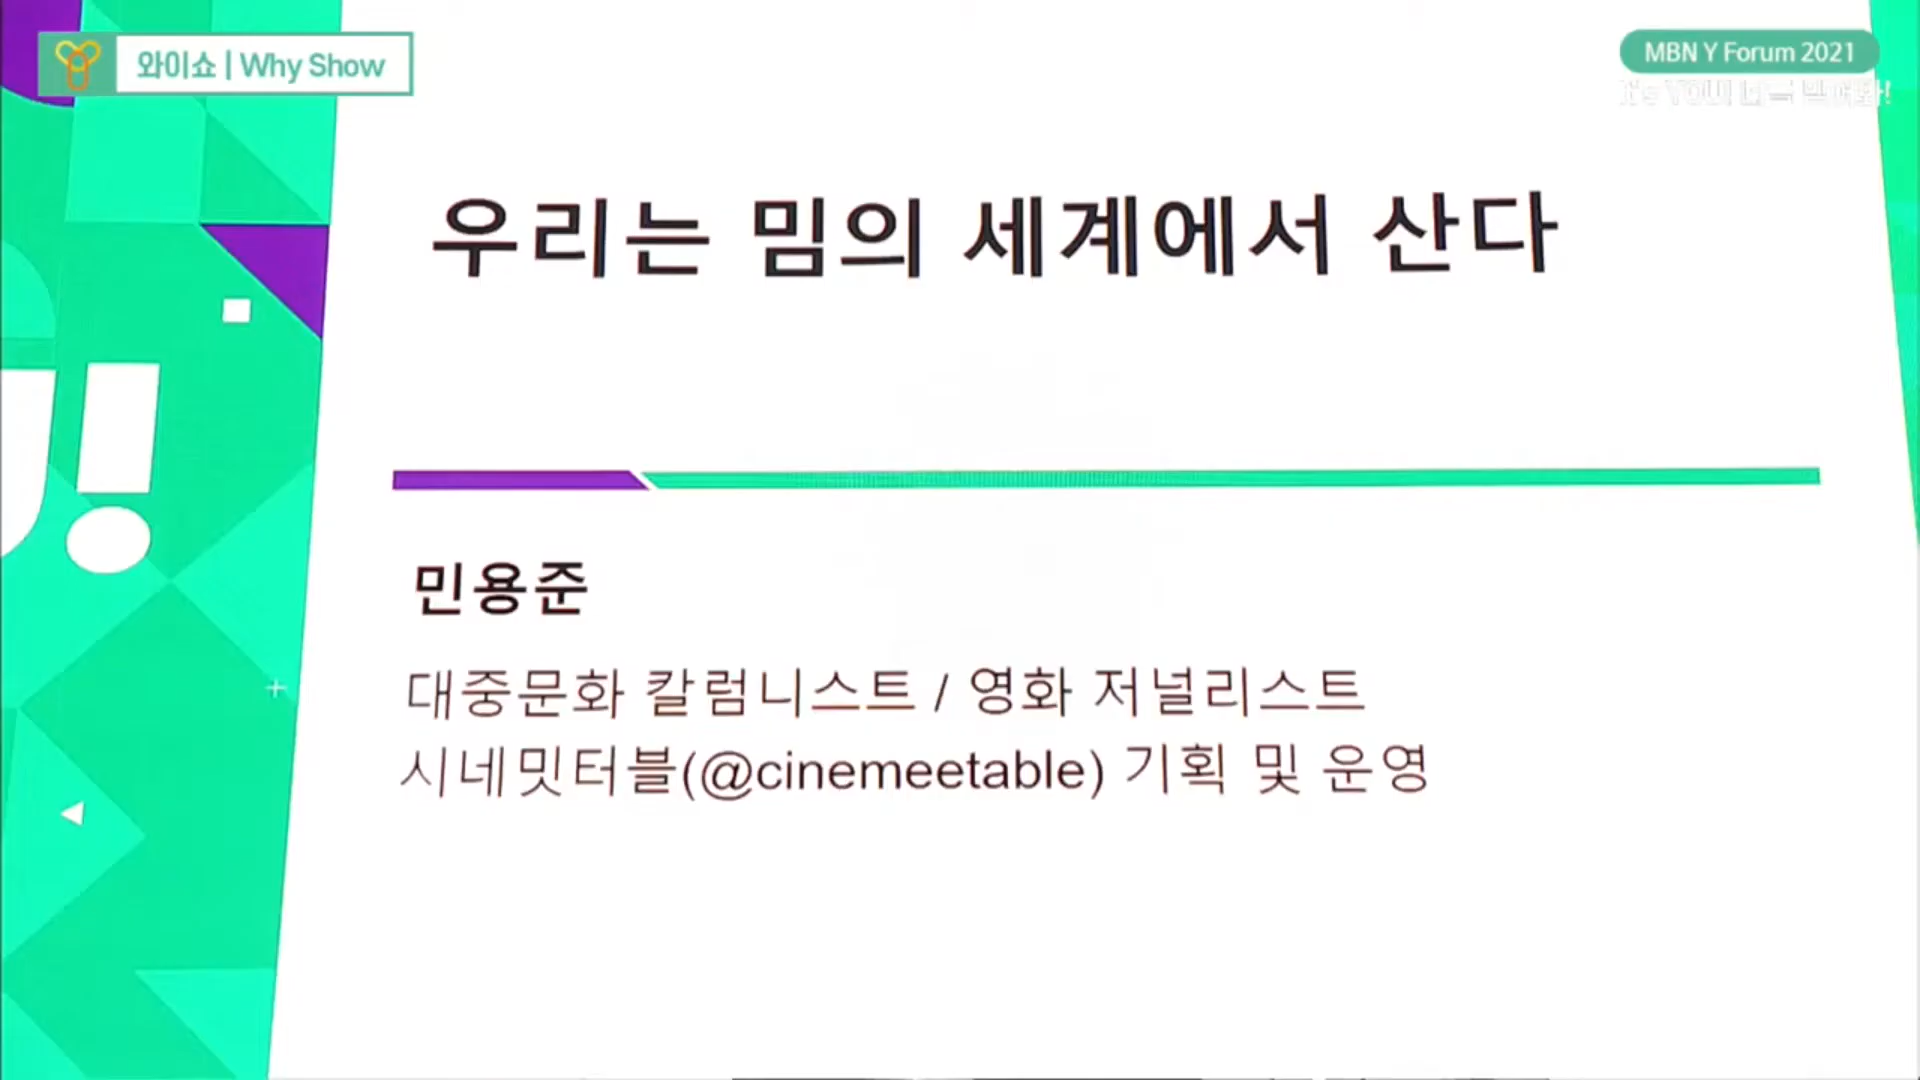 와이쇼 | Why Show
MBN Y Forum 2021
It's YOU!
우리는 밈의 세계에서 산다
민용준
대중문화 칼럼니스트 / 영화 저널리스트
시네밋터블(@cinemeetable) 기획 및 운영